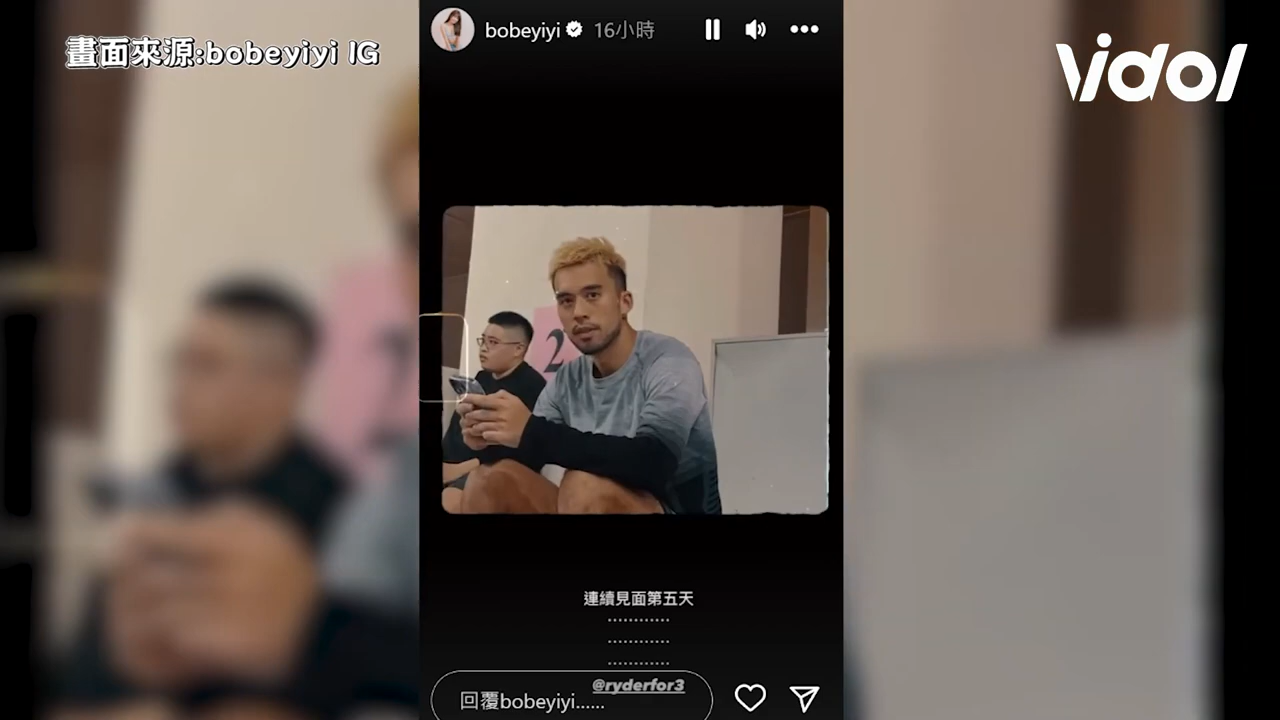 畫面來源:bobeyiyi IG
bobeyiyi 16小時
Vidol
2
連續見面第五天
............
............
............
@ryderfor3
回覆bobeyiyi......